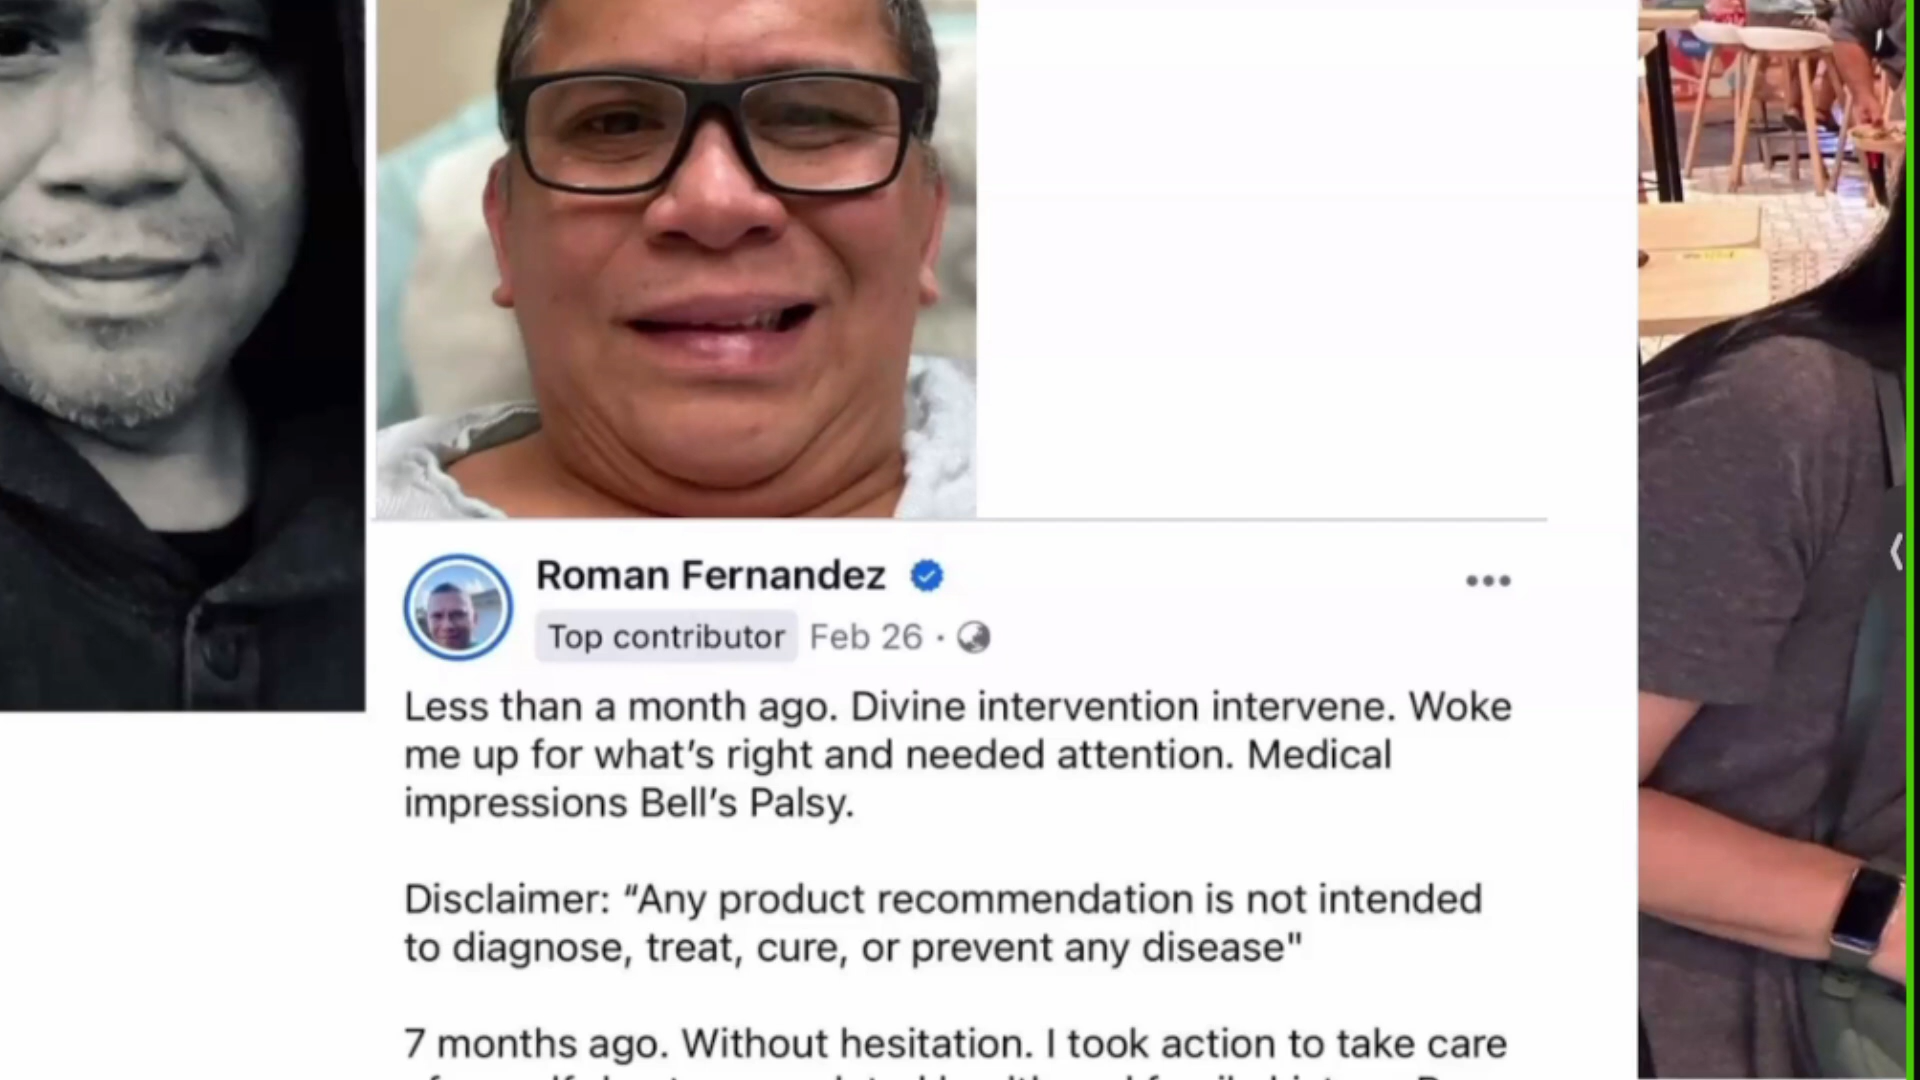 Roman Fernandez
Top contributor Feb 26 ·
Less than a month ago. Divine intervention intervene. Woke
me up for what's right and needed attention. Medical
impressions Bell's Palsy.
Disclaimer: “Any product recommendation is not intended
to diagnose, treat, cure, or prevent any disease"
7 months ago. Without hesitation. I took action to take care